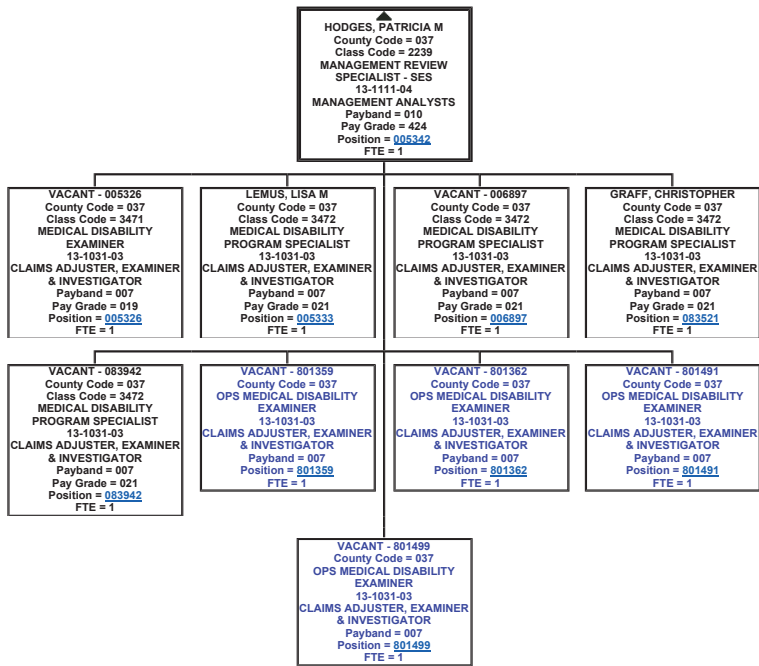 HODGES, PATRICIA M
County Code = 037
Class Code = 2239
MANAGEMENT REVIEW
SPECIALIST - SES
13-1111-04
MANAGEMENT ANALYSTS
Payband = 010
Pay Grade = 424
Position = 005342
FTE = 1
VACANT - 005326
County Code = 037
Class Code = 3471
MEDICAL DISABILITY
EXAMINER
13-1031-03
CLAIMS ADJUSTER, EXAMINER
& INVESTIGATOR
Payband = 007
Pay Grade = 019
Position = 005326
FTE = 1
LEMUS, LISA M
County Code = 037
Class Code = 3472
MEDICAL DISABILITY
PROGRAM SPECIALIST
13-1031-03
CLAIMS ADJUSTER, EXAMINER
& INVESTIGATOR
Payband = 007
Pay Grade = 021
Position = 005333
FTE = 1
VACANT - 006897
County Code = 037
Class Code = 3472
MEDICAL DISABILITY
PROGRAM SPECIALIST
13-1031-03
CLAIMS ADJUSTER, EXAMINER
& INVESTIGATOR
Payband = 007
Pay Grade = 021
Position = 006897
FTE = 1
GRAFF, CHRISTOPHER
County Code = 037
Class Code = 3472
MEDICAL DISABILITY
PROGRAM SPECIALIST
13-1031-03
CLAIMS ADJUSTER, EXAMINER
& INVESTIGATOR
Payband = 007
Pay Grade = 021
Position = 083521
FTE = 1
VACANT - 083942
County Code = 037
Class Code = 3472
MEDICAL DISABILITY
PROGRAM SPECIALIST
13-1031-03
CLAIMS ADJUSTER, EXAMINER
& INVESTIGATOR
Payband = 007
Pay Grade = 021
Position = 083942
FTE = 1
VACANT - 801359
County Code = 037
OPS MEDICAL DISABILITY
EXAMINER
13-1031-03
CLAIMS ADJUSTER, EXAMINER
& INVESTIGATOR
Payband = 007
Position = 801359
FTE = 1
VACANT - 801362
County Code = 037
OPS MEDICAL DISABILITY
EXAMINER
13-1031-03
CLAIMS ADJUSTER, EXAMINER
& INVESTIGATOR
Payband = 007
Position = 801362
FTE = 1
VACANT - 801491
County Code = 037
OPS MEDICAL DISABILITY
EXAMINER
13-1031-03
CLAIMS ADJUSTER, EXAMINER
& INVESTIGATOR
Payband = 007
Position = 801491
FTE = 1
VACANT - 801499
County Code = 037
OPS MEDICAL DISABILITY
EXAMINER
13-1031-03
CLAIMS ADJUSTER, EXAMINER
& INVESTIGATOR
Payband = 007
Position = 801499
FTE = 1